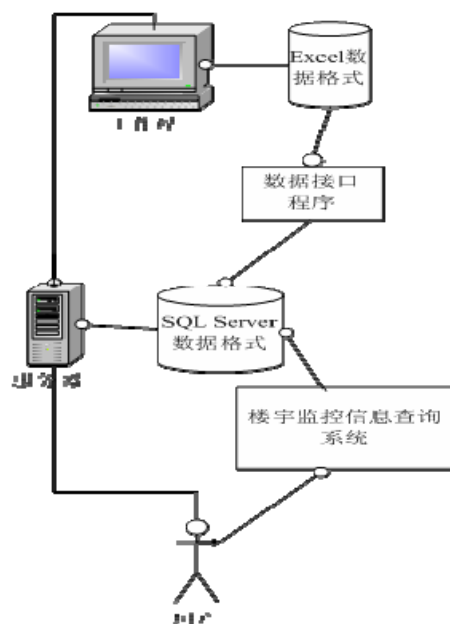 Excel数
据格式
数据接口
程序
SQL Server
数据格式
楼宇监控信息查询
系统